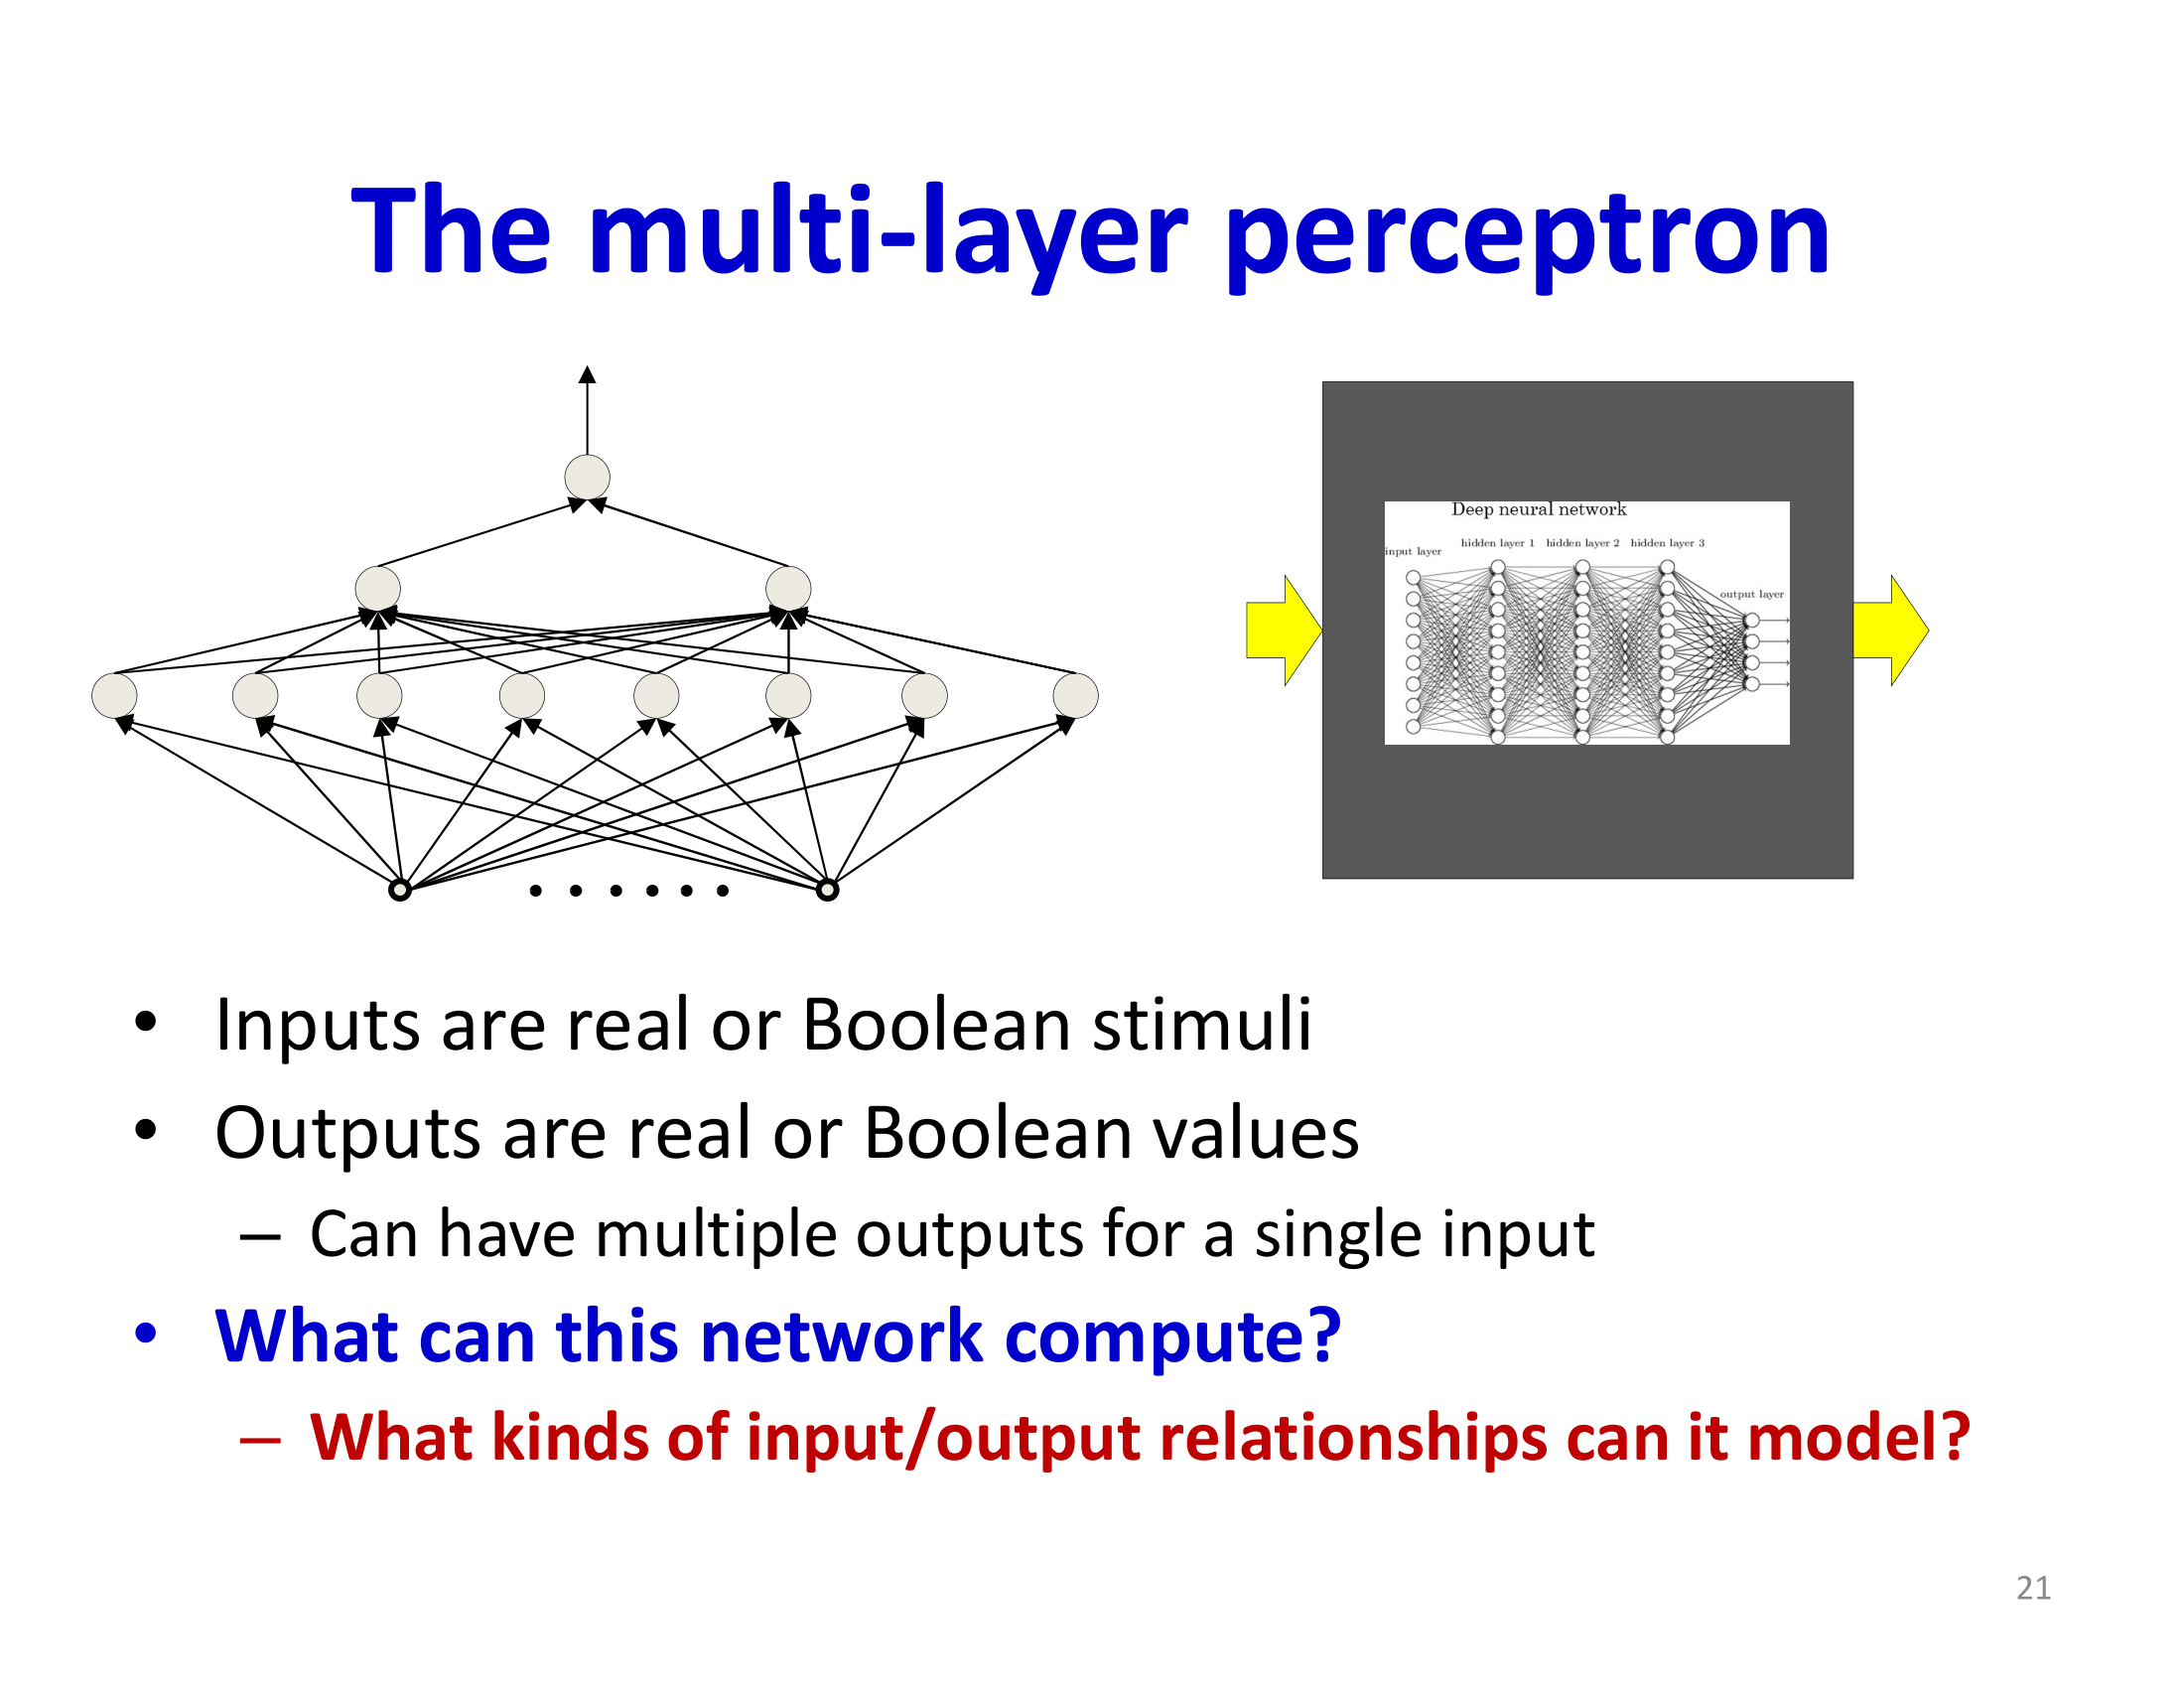 The multi-layer perceptron
Deep neural network
input layer
hidden layer 1 hidden layer 2 hidden layer 3
output layer
• Inputs are real or Boolean stimuli
• Outputs are real or Boolean values
– Can have multiple outputs for a single input
• What can this network compute?
– What kinds of input/output relationships can it model?
21